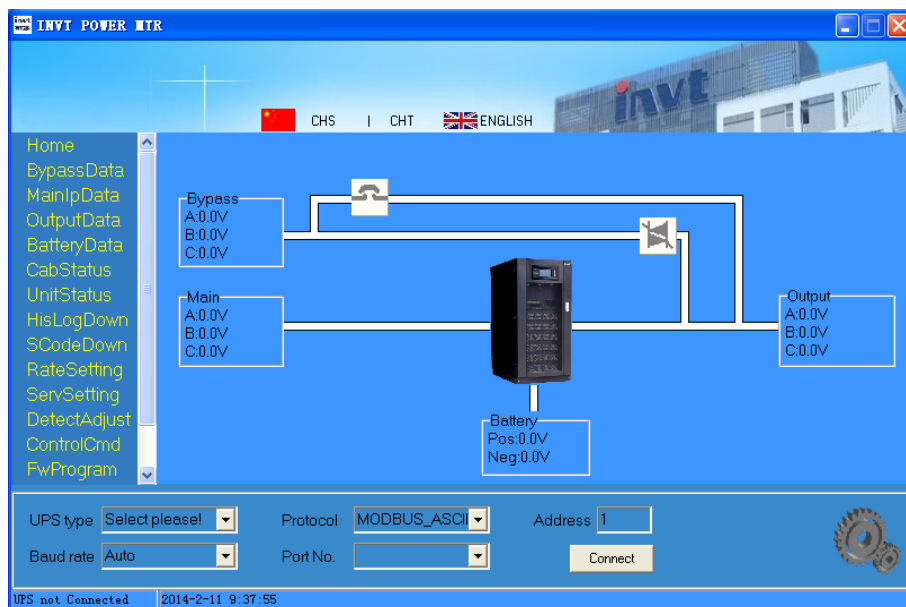 INVT POWER MTR
invt
CHS | CHT ENGLISH
Home
BypassData
MainIpData
OutputData
BatteryData
CabStatus
UnitStatus
HisLogDown
SCodeDown
RateSetting
ServSetting
DetectAdjust
ControlCmd
FwProgram
Bypass
A:0.0V
B:0.0V
C:0.0V
Main
A:0.0V
B:0.0V
C:0.0V
Output
A:0.0V
B:0.0V
C:0.0V
Battery
Pos:0.0V
Neg:0.0V
UPS type Select please! Protocol MODBUS_ASCII Address 1
Baud rate Auto Port No. Connect
UPS not Connected 2014-2-11 9:37:55